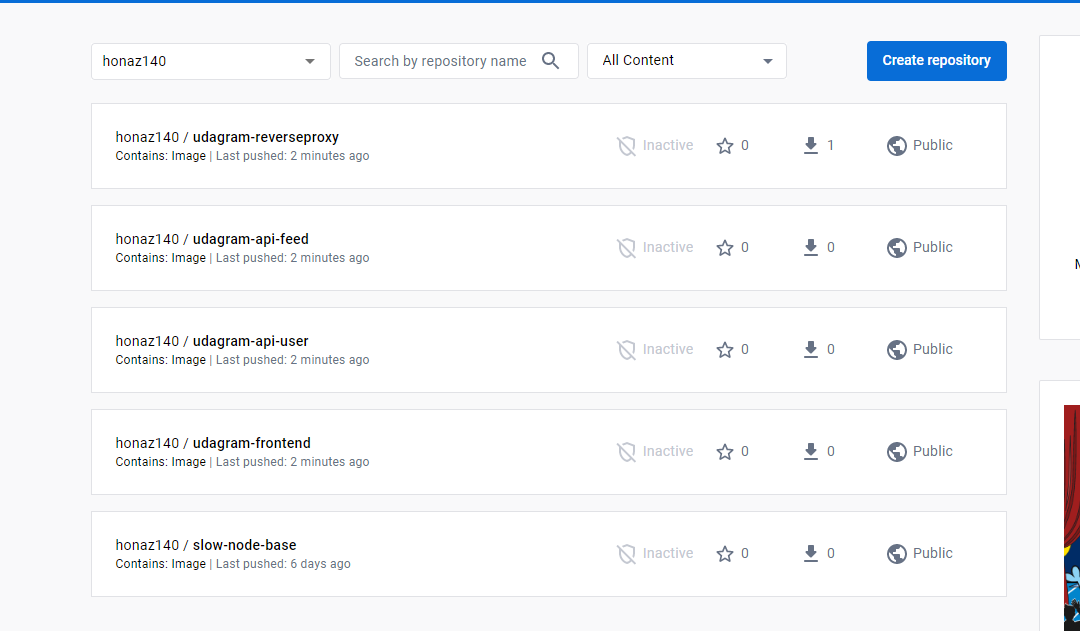 honaz140 Search by repository name All Content Create repository
honaz140 / udagram-reverseproxy
Contains: Image | Last pushed: 2 minutes ago
Inactive 0 1 Public
honaz140 / udagram-api-feed
Contains: Image | Last pushed: 2 minutes ago
Inactive 0 0 Public
honaz140 / udagram-api-user
Contains: Image | Last pushed: 2 minutes ago
Inactive 0 0 Public
honaz140 / udagram-frontend
Contains: Image | Last pushed: 2 minutes ago
Inactive 0 0 Public
honaz140 / slow-node-base
Contains: Image | Last pushed: 6 days ago
Inactive 0 0 Public